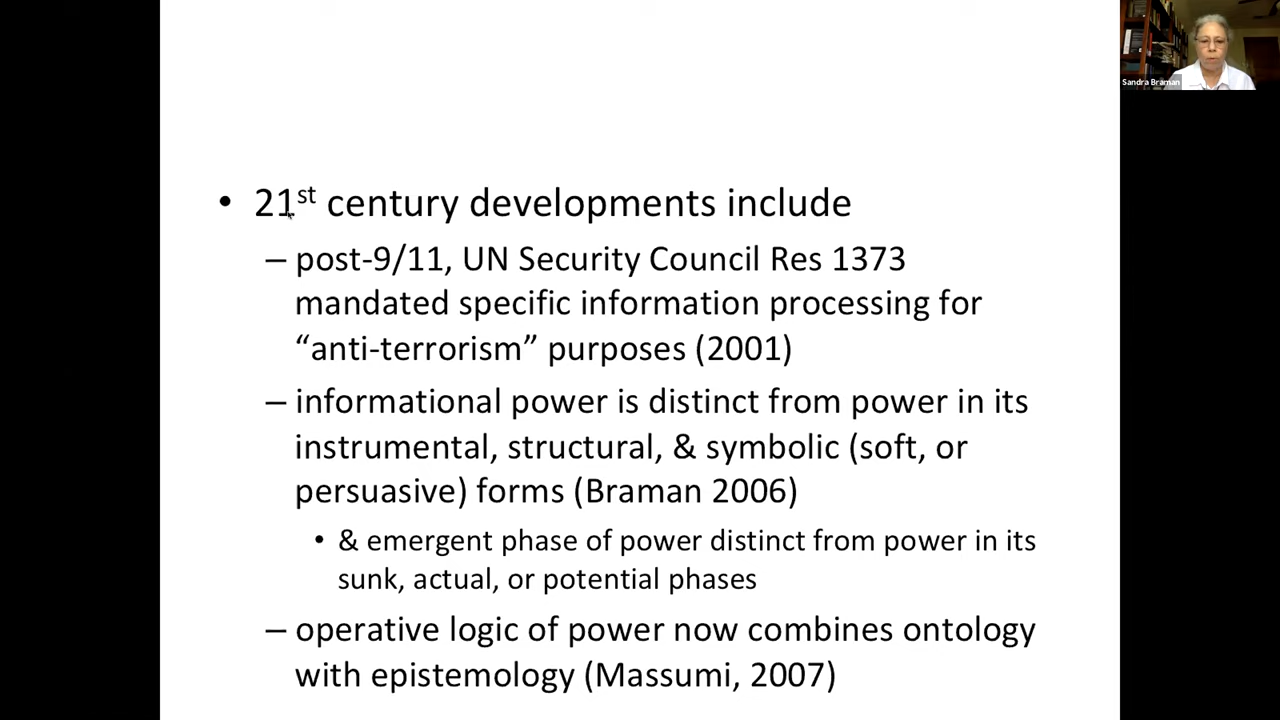 Sandra Braman
• 21st century developments include
– post-9/11, UN Security Council Res 1373
mandated specific information processing for
“anti-terrorism” purposes (2001)
– informational power is distinct from power in its
instrumental, structural, & symbolic (soft, or
persuasive) forms (Braman 2006)
• & emergent phase of power distinct from power in its
sunk, actual, or potential phases
– operative logic of power now combines ontology
with epistemology (Massumi, 2007)